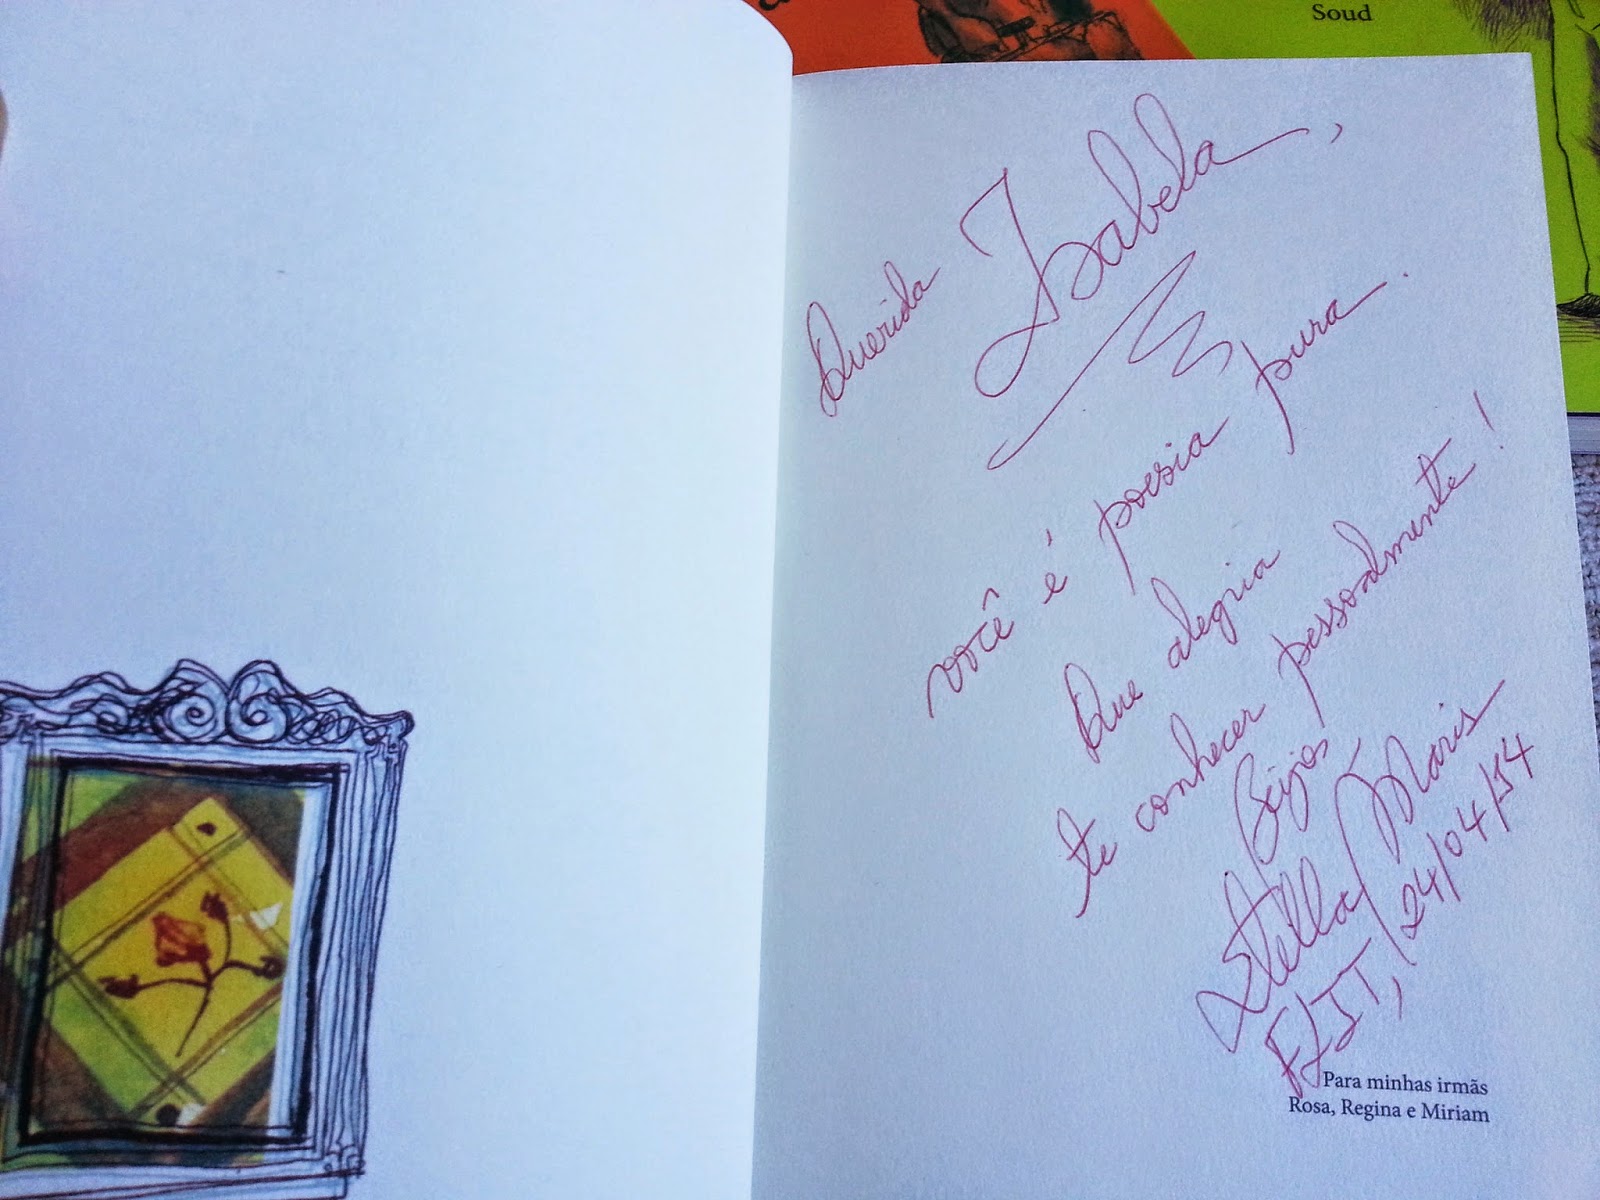 Soud
Querida Isabela,
você é poesia pura.
Que alegria
te conhecer pessoalmente!
Beijos
Stella Maris
24/04/14
Para minhas irmãs
Rosa, Regina e Miriam